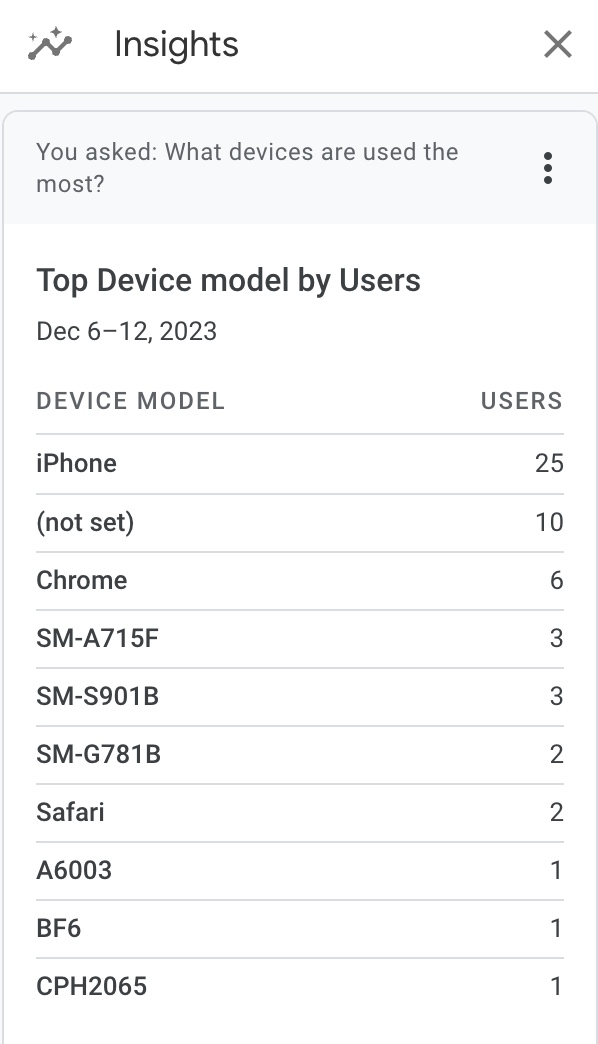 Insights
You asked: What devices are used the
most?
Top Device model by Users
Dec 6–12, 2023
DEVICE MODEL USERS
iPhone 25
(not set) 10
Chrome 6
SM-A715F 3
SM-S901B 3
SM-G781B 2
Safari 2
A6003 1
BF6 1
CPH2065 1